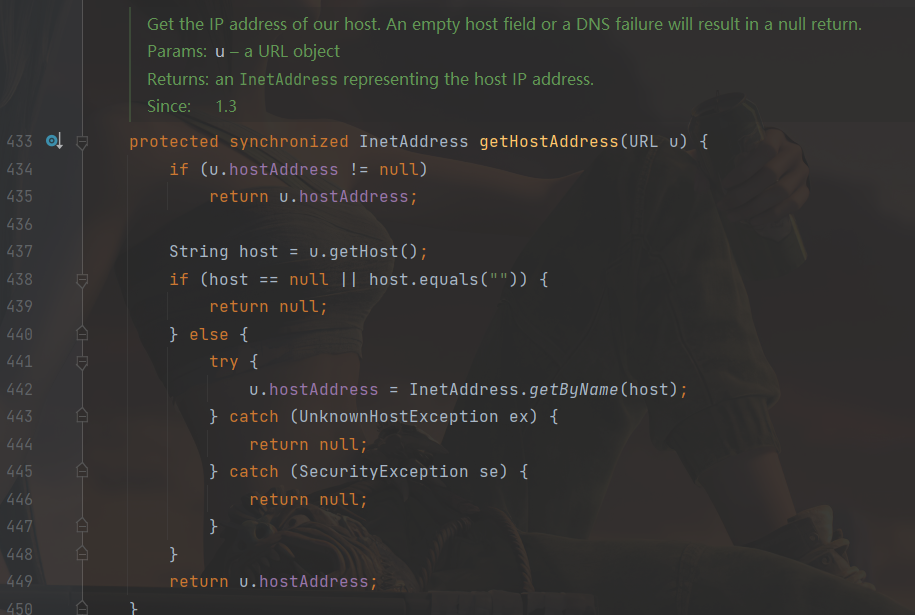 Get the IP address of our host. An empty host field or a DNS failure will result in a null return.
Params: u – a URL object
Returns: an InetAddress representing the host IP address.
Since: 1.3
433 protected synchronized InetAddress getHostAddress(URL u) {
434 if (u.hostAddress != null)
435 return u.hostAddress;
436
437 String host = u.getHost();
438 if (host == null || host.equals("")) {
439 return null;
440 } else {
441 try {
442 u.hostAddress = InetAddress.getByName(host);
443 } catch (UnknownHostException ex) {
444 return null;
445 } catch (SecurityException se) {
446 return null;
447 }
448 }
449 return u.hostAddress;
450 }